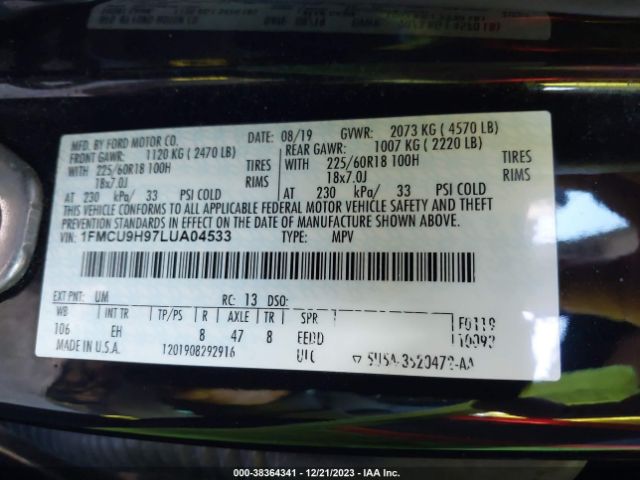 MFD. BY FORD MOTOR CO. DATE: 08/19 GVWR: 2073 KG ( 4570 LB)
FRONT GAWR: 1120 KG ( 2470 LB) REAR GAWR: 1007 KG ( 2220 LB)
WITH 225/60R18 100H TIRES WITH 225/60R18 100H TIRES
18x7.0J RIMS 18x7.0J RIMS
AT 230 kPa/ 33 PSI COLD AT 230 kPa/ 33 PSI COLD
THIS VEHICLE CONFORMS TO ALL APPLICABLE FEDERAL MOTOR VEHICLE SAFETY AND THEFT
PREVENTION STANDARDS IN EFFECT ON THE DATE OF MANUFACTURE SHOWN ABOVE.
VIN: 1FMCU9H97LUA04533 TYPE: MPV
EXT PNT: UM RC: 13 DSO:
WB INT TR TP/PS R AXLE TR SPR
106 EH 8 47 8 FEDD
MADE IN U.S.A. 1201908292916 UTC
F0119
10092
000-38364341 - 12/21/2023 - IAA Inc.